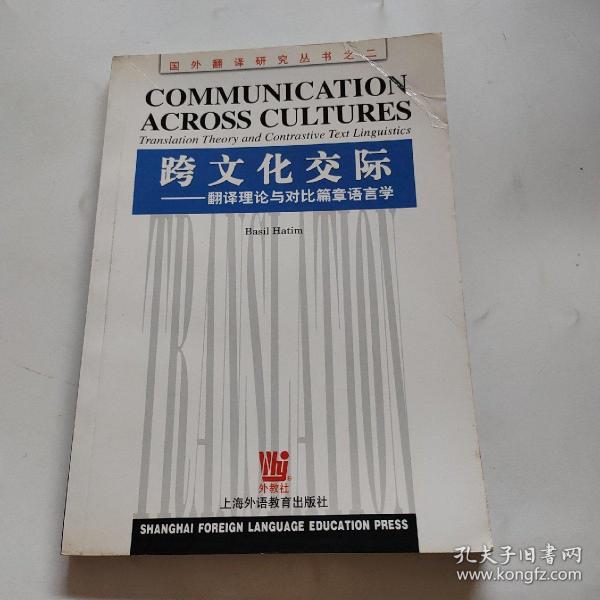 国外翻译研究丛书之二
COMMUNICATION
ACROSS CULTURES
Translation Theory and Contrastive Text Linguistics
跨文化交际
——翻译理论与对比篇章语言学
Basil Hatim
TRANSLATION
Why
外教社
上海外语教育出版社
SHANGHAI FOREIGN LANGUAGE EDUCATION PRESS
孔夫子旧书网
www.kongfz.com